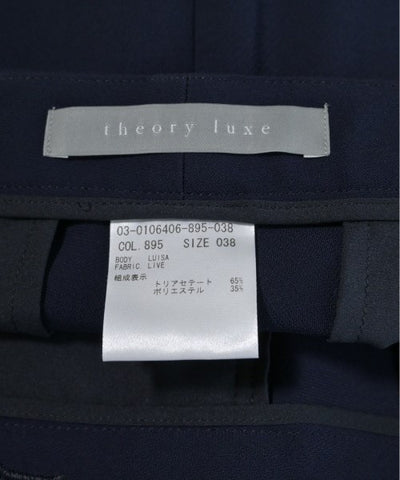 theory luxe
03-0106406-895-038
COL. 895 SIZE 038
BODY LUISA
FABRIC LIVE
組成表示
トリアセテート 65%
ポリエステル 35%